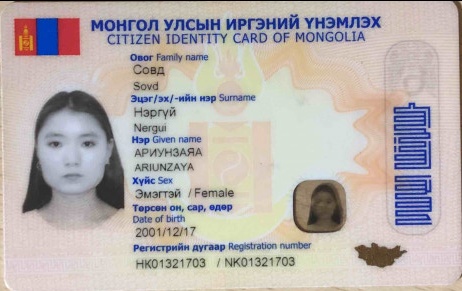 МОНГОЛ УЛСЫН ИРГЭНИЙ ҮНЭМЛЭХ
CITIZEN IDENTITY CARD OF MONGOLIA
Овог Family name
Совд
Sovd
Эцэг/эх/-ийн нэр Surname
Нэргүй
Nergui
Нэр Given name
АРИУНЗАЯА
ARIUNZAYA
Хүйс Sex
Эмэгтэй / Female
Төрсөн он, сар, өдөр
Date of birth
2001/12/17
Регистрийн дугаар Registration number
НК01321703 / NK01321703